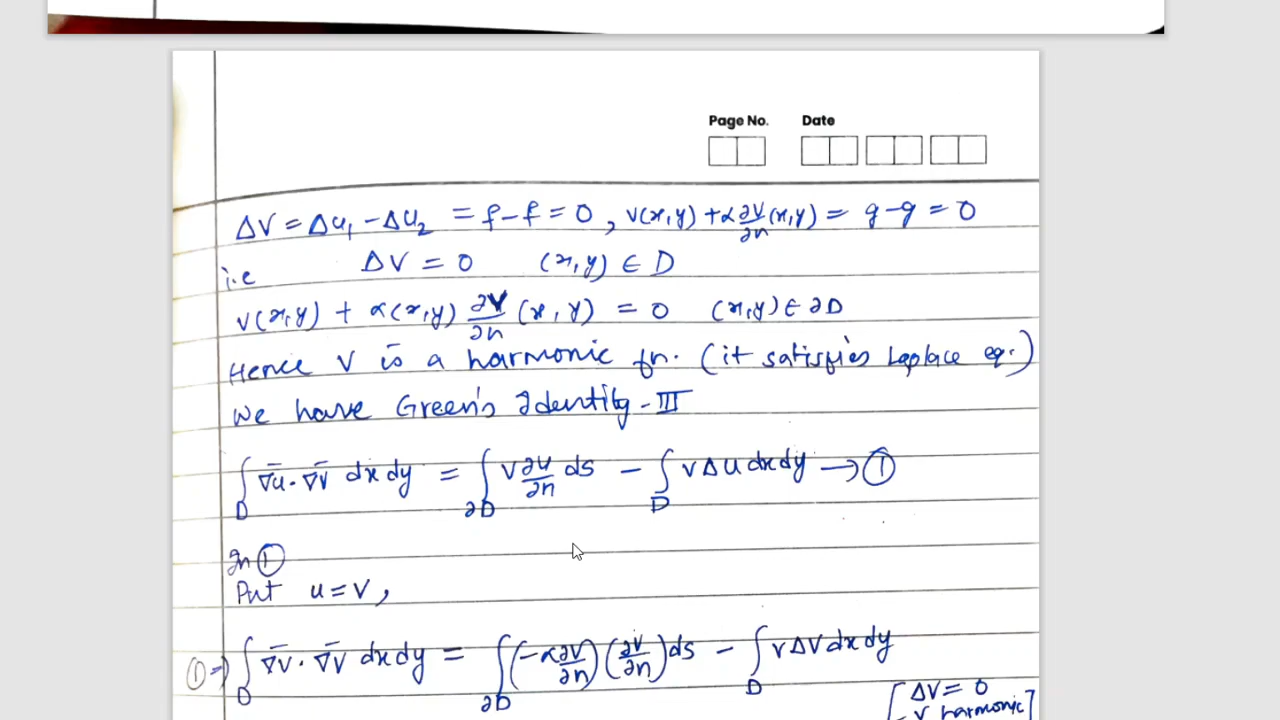 Page No. Date
ΔV = Δu₁ - Δu₂ = f - f = 0, v(x,y) + α ∂v/∂n (x,y) = g - g = 0
i.e ΔV = 0 (x,y) ∈ D
v(x,y) + α(x,y) ∂V/∂n (x,y) = 0 (x,y) ∈ ∂D
Hence V is a harmonic fn. (it satisfies Laplace eq.)
We have Green's Identity - III
∫_D ∇̄u · ∇̄v dx dy = ∫_∂D v ∂u/∂n ds - ∫_D v Δu dx dy → ①
In ①
Put u = v,
① ⇒ ∫_D ∇̄v · ∇̄v dx dy = ∫_∂D (-α ∂v/∂n) (∂v/∂n) ds - ∫_D v Δv dx dy
[ΔV = 0
V harmonic]